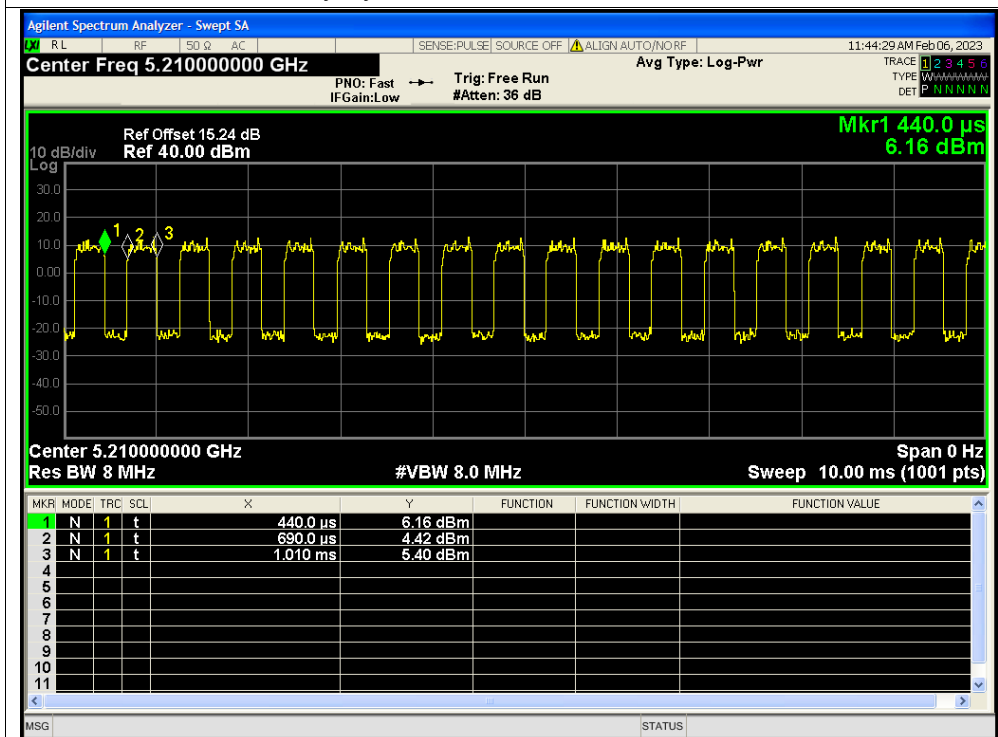 Agilent Spectrum Analyzer - Swept SA
LXI RL RF 50 Ω AC SENSE:PULSE SOURCE OFF ALIGN AUTO/NORF 11:44:29 AM Feb 06, 2023
Center Freq 5.210000000 GHz Avg Type: Log-Pwr TRACE 1 2 3 4 5 6
PNO: Fast Trig: Free Run TYPE WWWWWW
IFGain:Low #Atten: 36 dB DET P N N N N N
Mkr1 440.0 µs
Ref Offset 15.24 dB
10 dB/div Ref 40.00 dBm 6.16 dBm
Log
30.0
20.0
1 2 3
10.0
0.00
-10.0
-20.0
-30.0
-40.0
-50.0
Center 5.210000000 GHz Span 0 Hz
Res BW 8 MHz #VBW 8.0 MHz Sweep 10.00 ms (1001 pts)
MKR MODE TRC SCL X Y FUNCTION FUNCTION WIDTH FUNCTION VALUE
1 N 1 t 440.0 µs 6.16 dBm
2 N 1 t 690.0 µs 4.42 dBm
3 N 1 t 1.010 ms 5.40 dBm
4
5
6
7
8
9
10
11
MSG STATUS